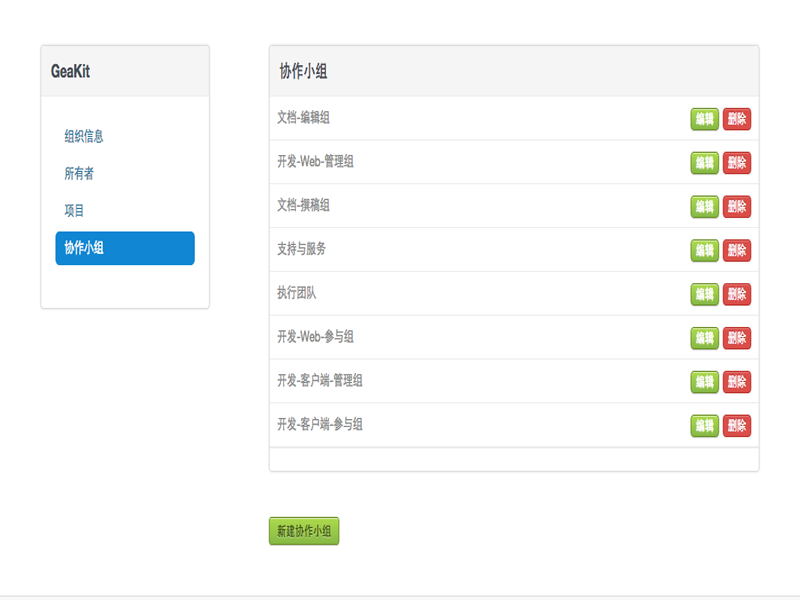 GeaKit
组织信息
所有者
项目
协作小组
协作小组
文档-编辑组 编辑 删除
开发-Web-管理组 编辑 删除
文档-撰稿组 编辑 删除
支持与服务 编辑 删除
执行团队 编辑 删除
开发-Web-参与组 编辑 删除
开发-客户端-管理组 编辑 删除
开发-客户端-参与组 编辑 删除
新建协作小组